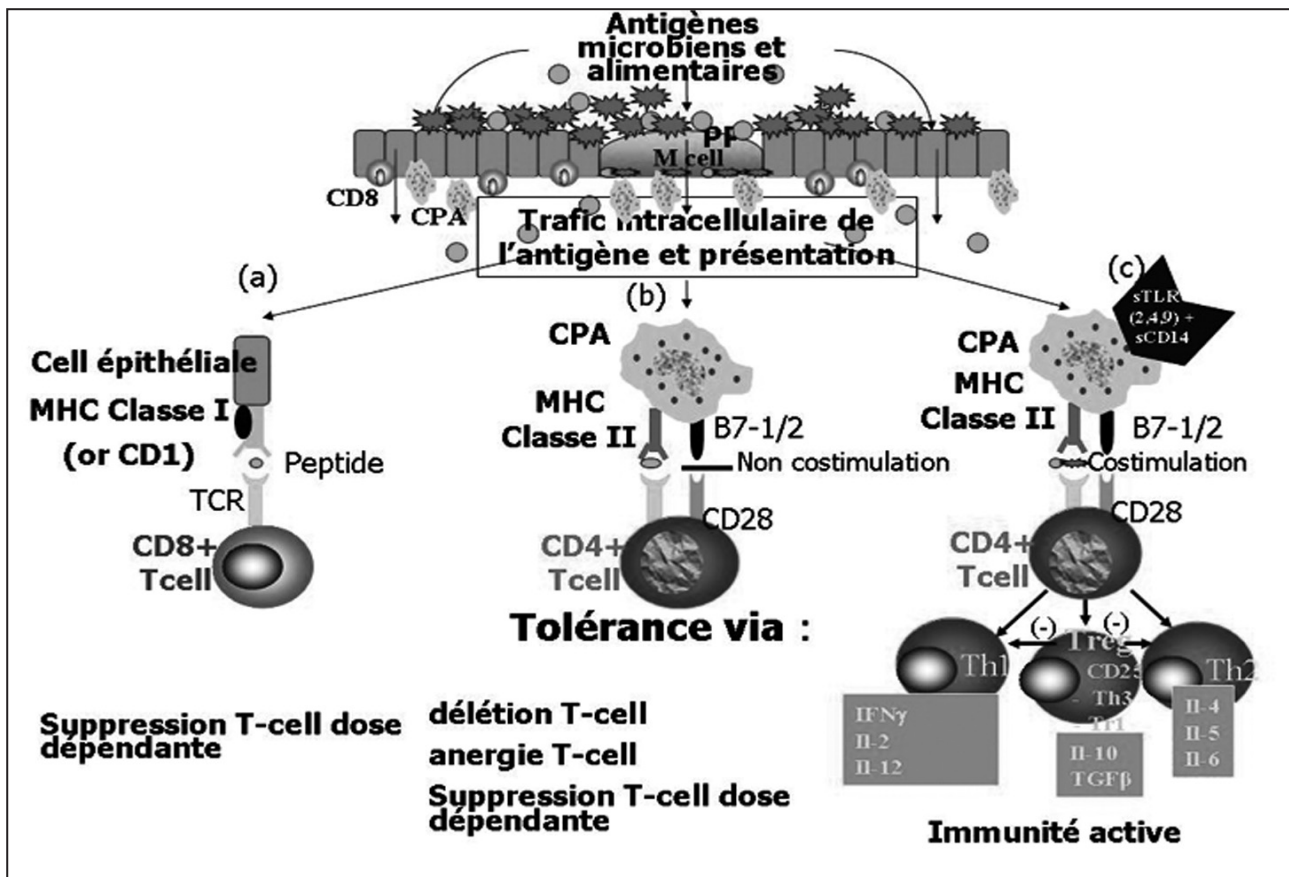 Antigènes
microbiens et
alimentaires
PF
M cell
CD8
CPA
Trafic intracellulaire de
l’antigène et présentation
(a)
Cell épithéliale
MHC Classe I
(or CD1)
Peptide
TCR
CD8+
Tcell
Suppression T-cell dose
dépendante
(b)
CPA
MHC
Classe II
B7-1/2
Non costimulation
CD28
CD4+
Tcell
Tolérance via :
délétion T-cell
anergie T-cell
Suppression T-cell dose
dépendante
(c)
sTLR
(2,4,9) +
sCD14
CPA
MHC
Classe II
B7-1/2
Costimulation
CD28
CD4+
Tcell
(-) (-)
Th1
Treg
CD25
- Th3
- Tr1
Th2
IFNγ
Il-2
Il-12
Il-10
TGFβ
Il-4
Il-5
Il-6
Immunité active